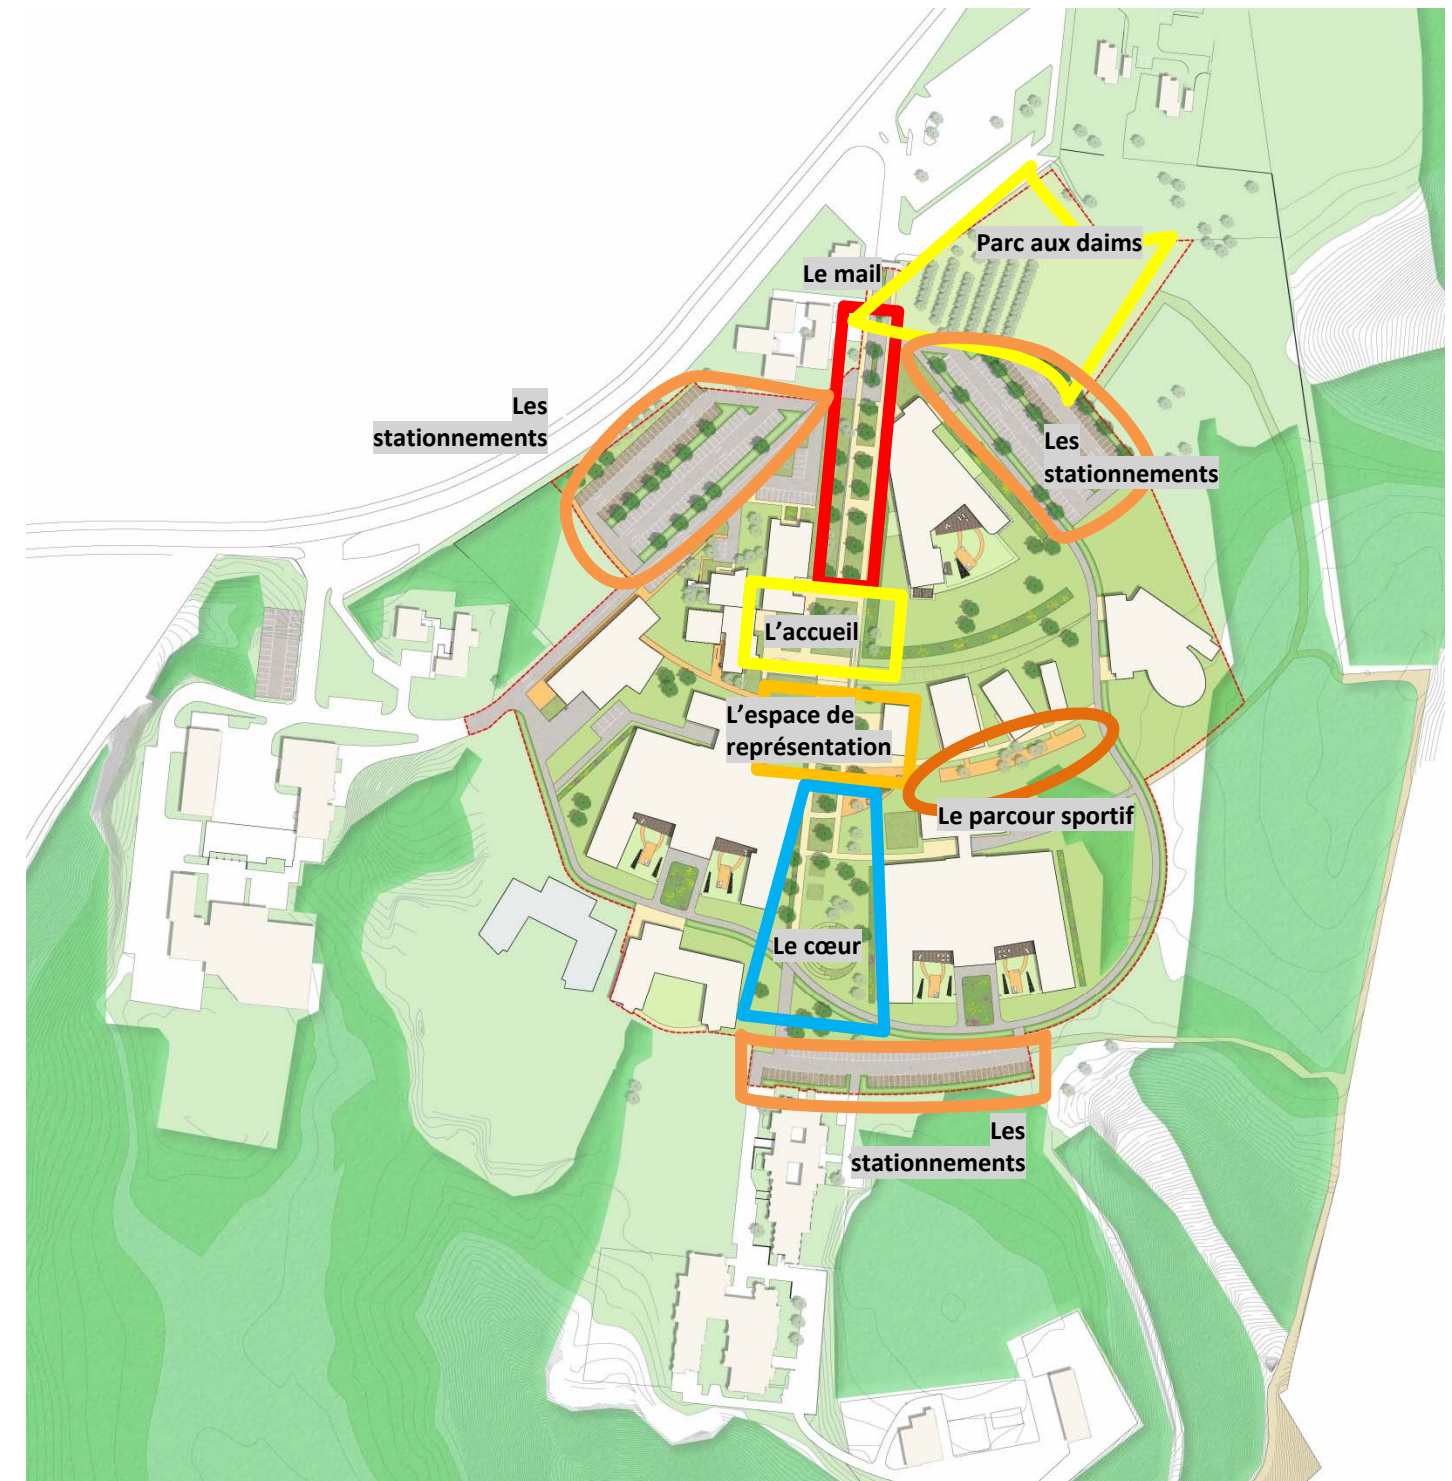 Parc aux daims
Le mail
Les
stationnements
Les
stationnements
L'accueil
L'espace de
représentation
Le parcour sportif
Le cœur
Les
stationnements